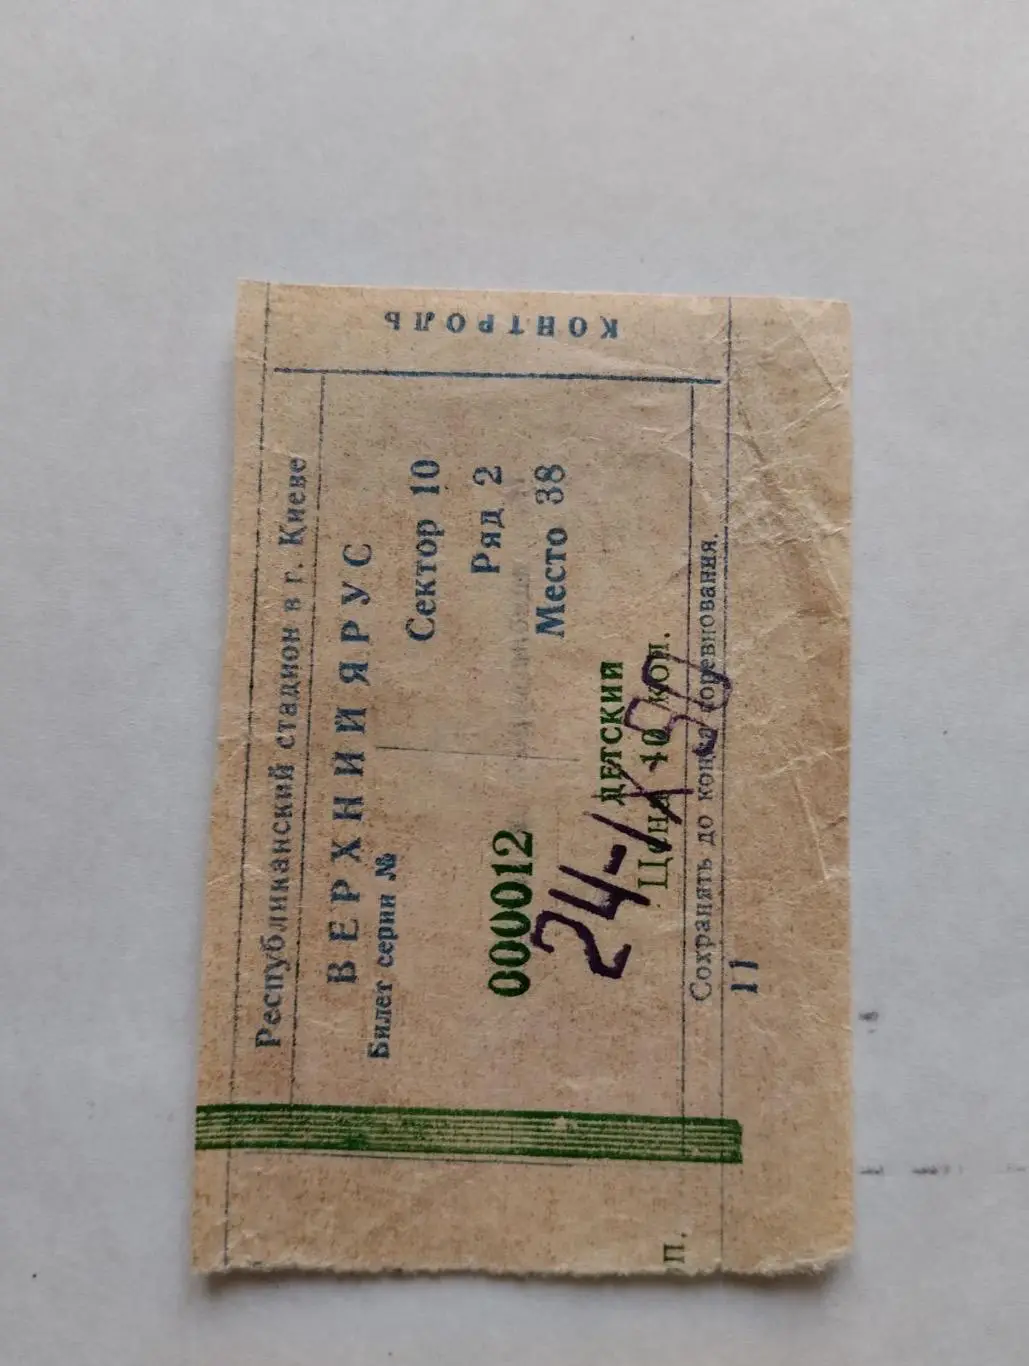 Республиканский стадион в г. Киеве
ВЕРХНИЙ ЯРУС
Билет серии №
Сектор 10
Ряд 2
Место 38
000012
ДЕТСКИЙ
Цена 10 коп.
Сохранять до конца соревнования.
11
КОНТРОЛЬ
п.